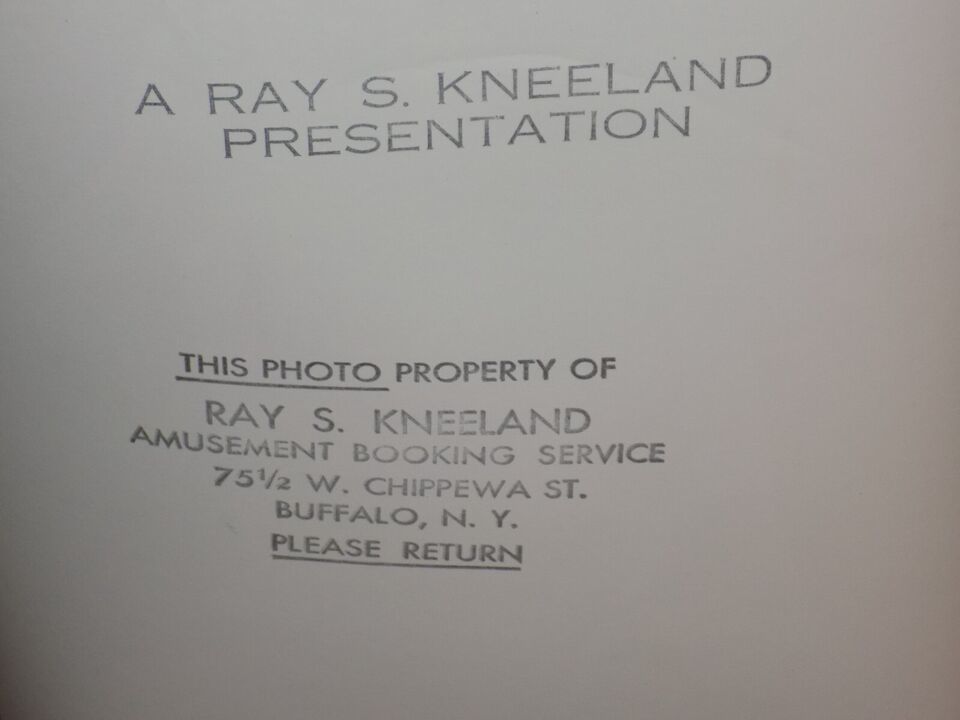 A RAY S. KNEELAND
PRESENTATION
THIS PHOTO PROPERTY OF
RAY S. KNEELAND
AMUSEMENT BOOKING SERVICE
75½ W. CHIPPEWA ST.
BUFFALO, N. Y.
PLEASE RETURN